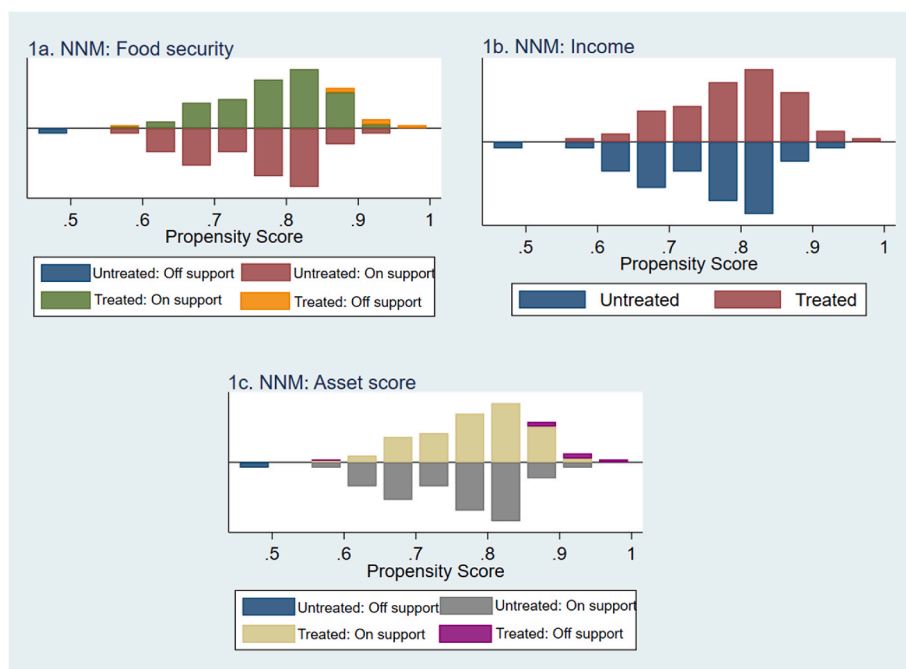 1a. NNM: Food security
.5 .6 .7 .8 .9 1
Propensity Score
Untreated: Off support Untreated: On support
Treated: On support Treated: Off support
1b. NNM: Income
.5 .6 .7 .8 .9 1
Propensity Score
Untreated Treated
1c. NNM: Asset score
.5 .6 .7 .8 .9 1
Propensity Score
Untreated: Off support Untreated: On support
Treated: On support Treated: Off support